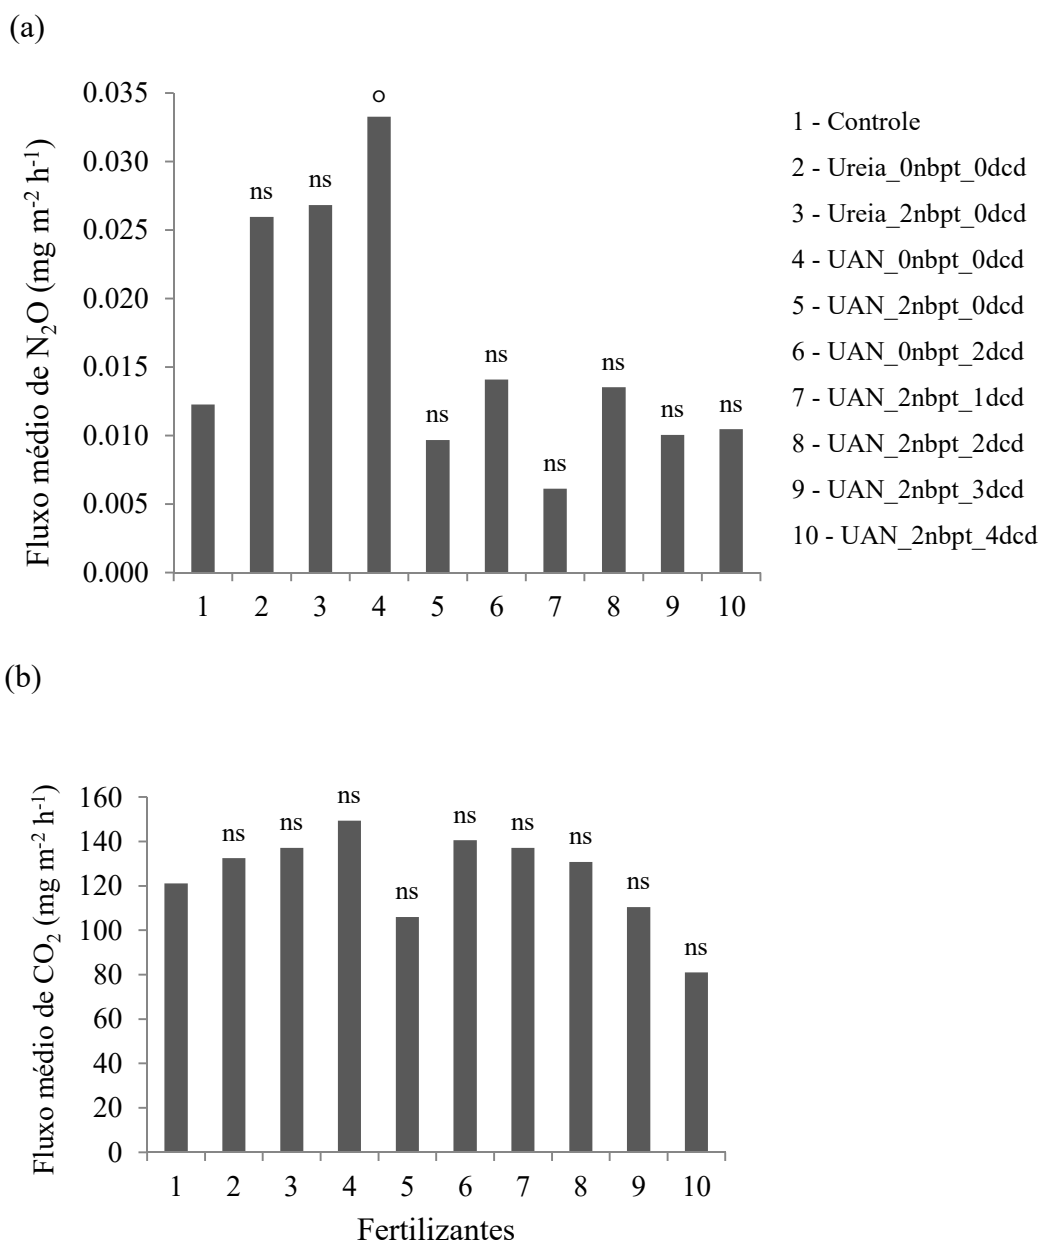 (a)
Fluxo médio de N₂O (mg m⁻² h⁻¹)
0.035
0.030
0.025
0.020
0.015
0.010
0.005
0.000
ns
ns
o
ns
ns
ns
ns
ns
ns
1 2 3 4 5 6 7 8 9 10
1 - Controle
2 - Ureia_0nbpt_0dcd
3 - Ureia_2nbpt_0dcd
4 - UAN_0nbpt_0dcd
5 - UAN_2nbpt_0dcd
6 - UAN_0nbpt_2dcd
7 - UAN_2nbpt_1dcd
8 - UAN_2nbpt_2dcd
9 - UAN_2nbpt_3dcd
10 - UAN_2nbpt_4dcd
(b)
Fluxo médio de CO₂ (mg m⁻² h⁻¹)
160
140
120
100
80
60
40
20
0
ns
ns
ns
ns
ns
ns
ns
ns
ns
1 2 3 4 5 6 7 8 9 10
Fertilizantes